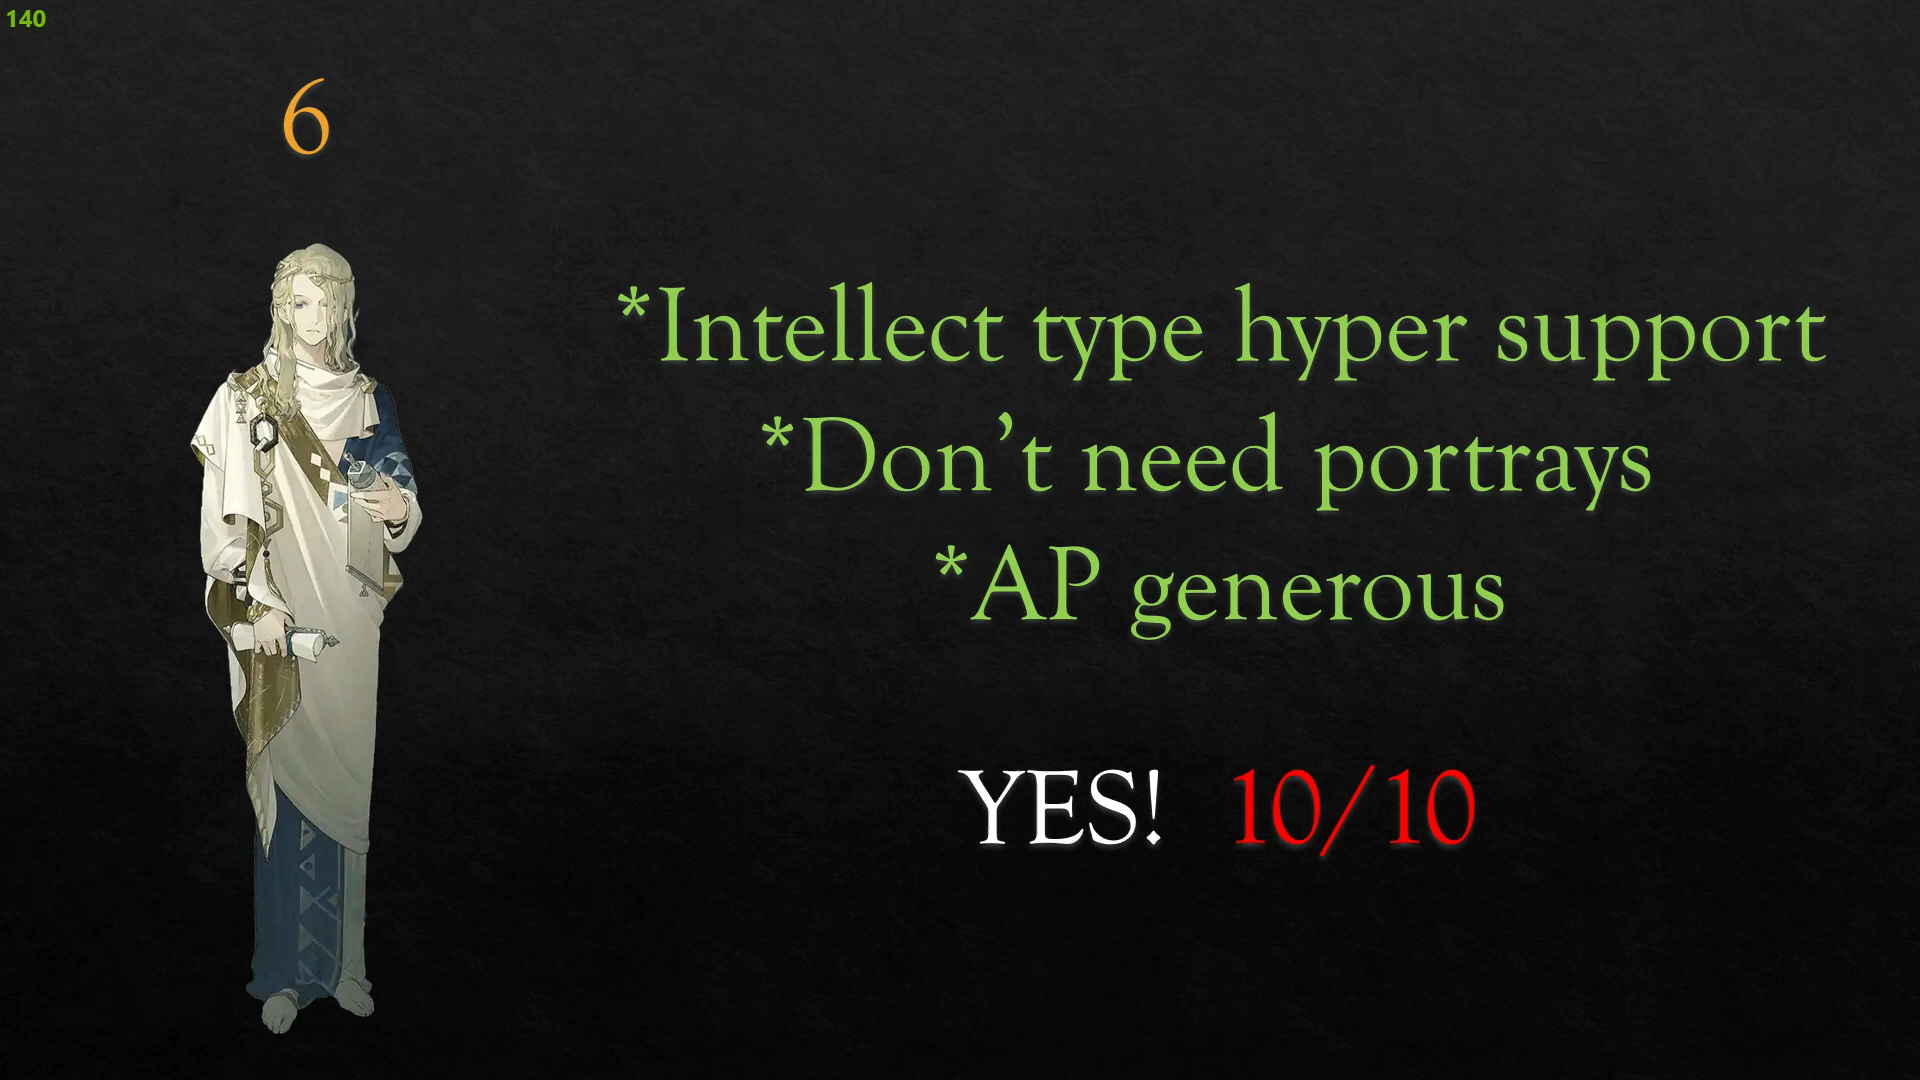 140
6
*Intellect type hyper support
*Don’t need portrays
*AP generous
YES! 10/10